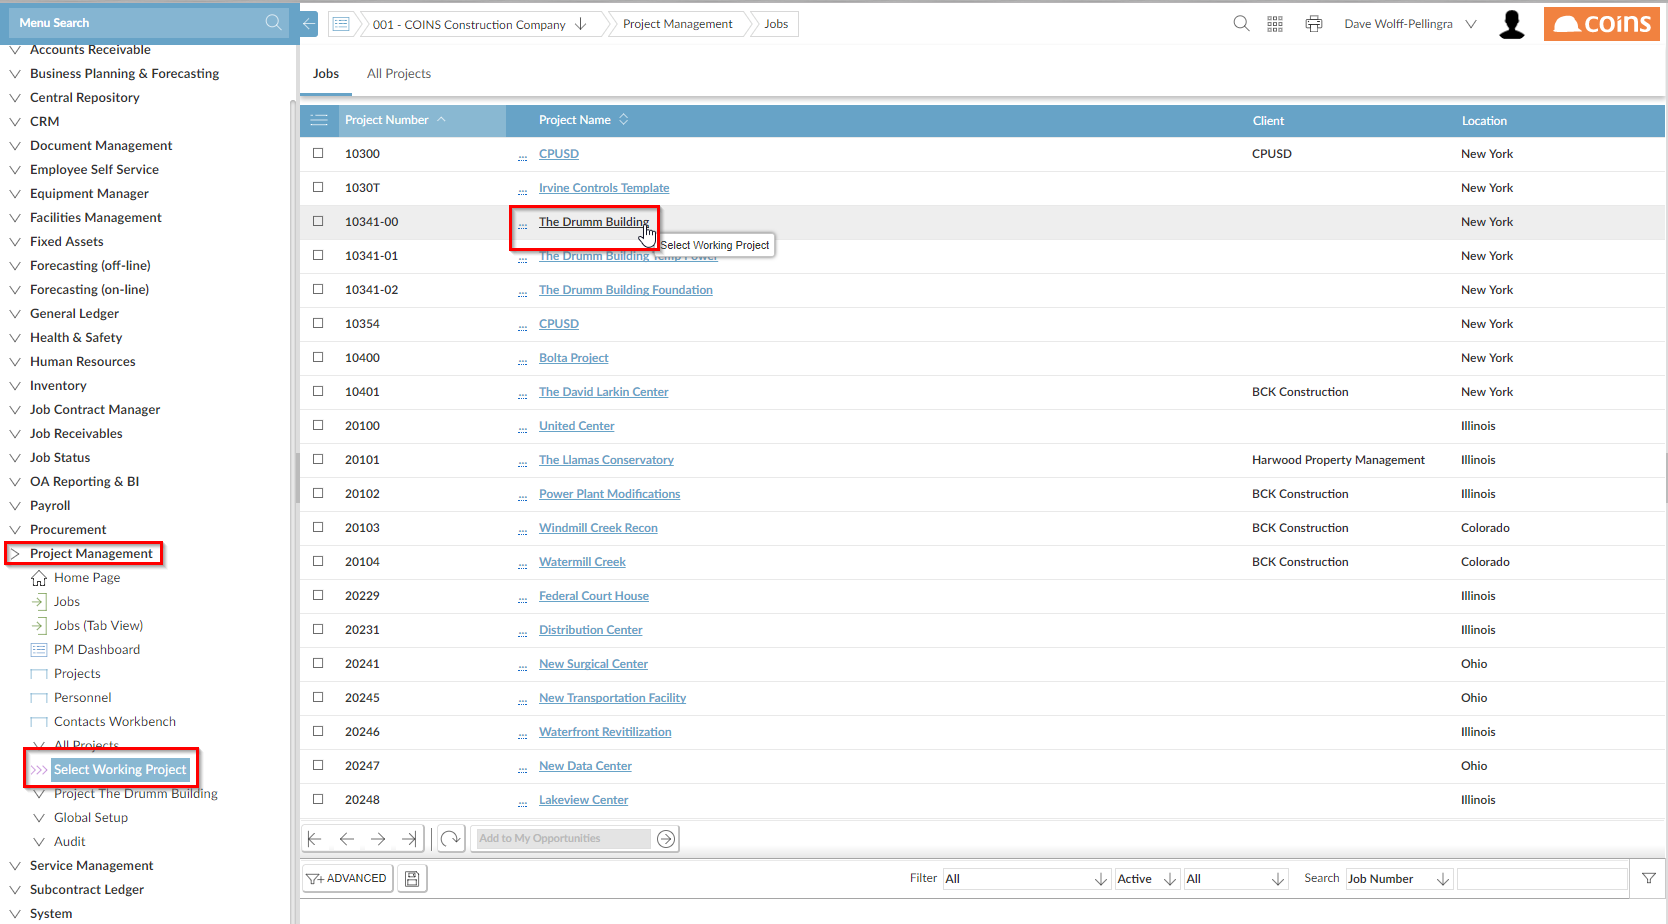 Menu Search
001 - COINS Construction Company
Project Management
Jobs
Dave Wolff-Pellingra
coins
Accounts Receivable
Business Planning & Forecasting
Central Repository
CRM
Document Management
Employee Self Service
Equipment Manager
Facilities Management
Fixed Assets
Forecasting (off-line)
Forecasting (on-line)
General Ledger
Health & Safety
Human Resources
Inventory
Job Contract Manager
Job Receivables
Job Status
OA Reporting & BI
Payroll
Procurement
Project Management
Home Page
Jobs
Jobs (Tab View)
PM Dashboard
Projects
Personnel
Contacts Workbench
All Projects
Select Working Project
Project The Drumm Building
Global Setup
Audit
Service Management
Subcontract Ledger
System
Jobs All Projects
Project Number Project Name Client Location
10300 ... CPUSD CPUSD New York
1030T ... Irvine Controls Template New York
10341-00 ... The Drumm Building New York
Select Working Project
10341-01 ... The Drumm Building Temp Power New York
10341-02 ... The Drumm Building Foundation New York
10354 ... CPUSD New York
10400 ... Bolta Project New York
10401 ... The David Larkin Center BCK Construction New York
20100 ... United Center Illinois
20101 ... The Llamas Conservatory Harwood Property Management Illinois
20102 ... Power Plant Modifications BCK Construction Illinois
20103 ... Windmill Creek Recon BCK Construction Colorado
20104 ... Watermill Creek BCK Construction Colorado
20229 ... Federal Court House Illinois
20231 ... Distribution Center Illinois
20241 ... New Surgical Center Ohio
20245 ... New Transportation Facility Ohio
20246 ... Waterfront Revitilization Illinois
20247 ... New Data Center Ohio
20248 ... Lakeview Center Illinois
Add to My Opportunities
ADVANCED Filter All Active All Search Job Number